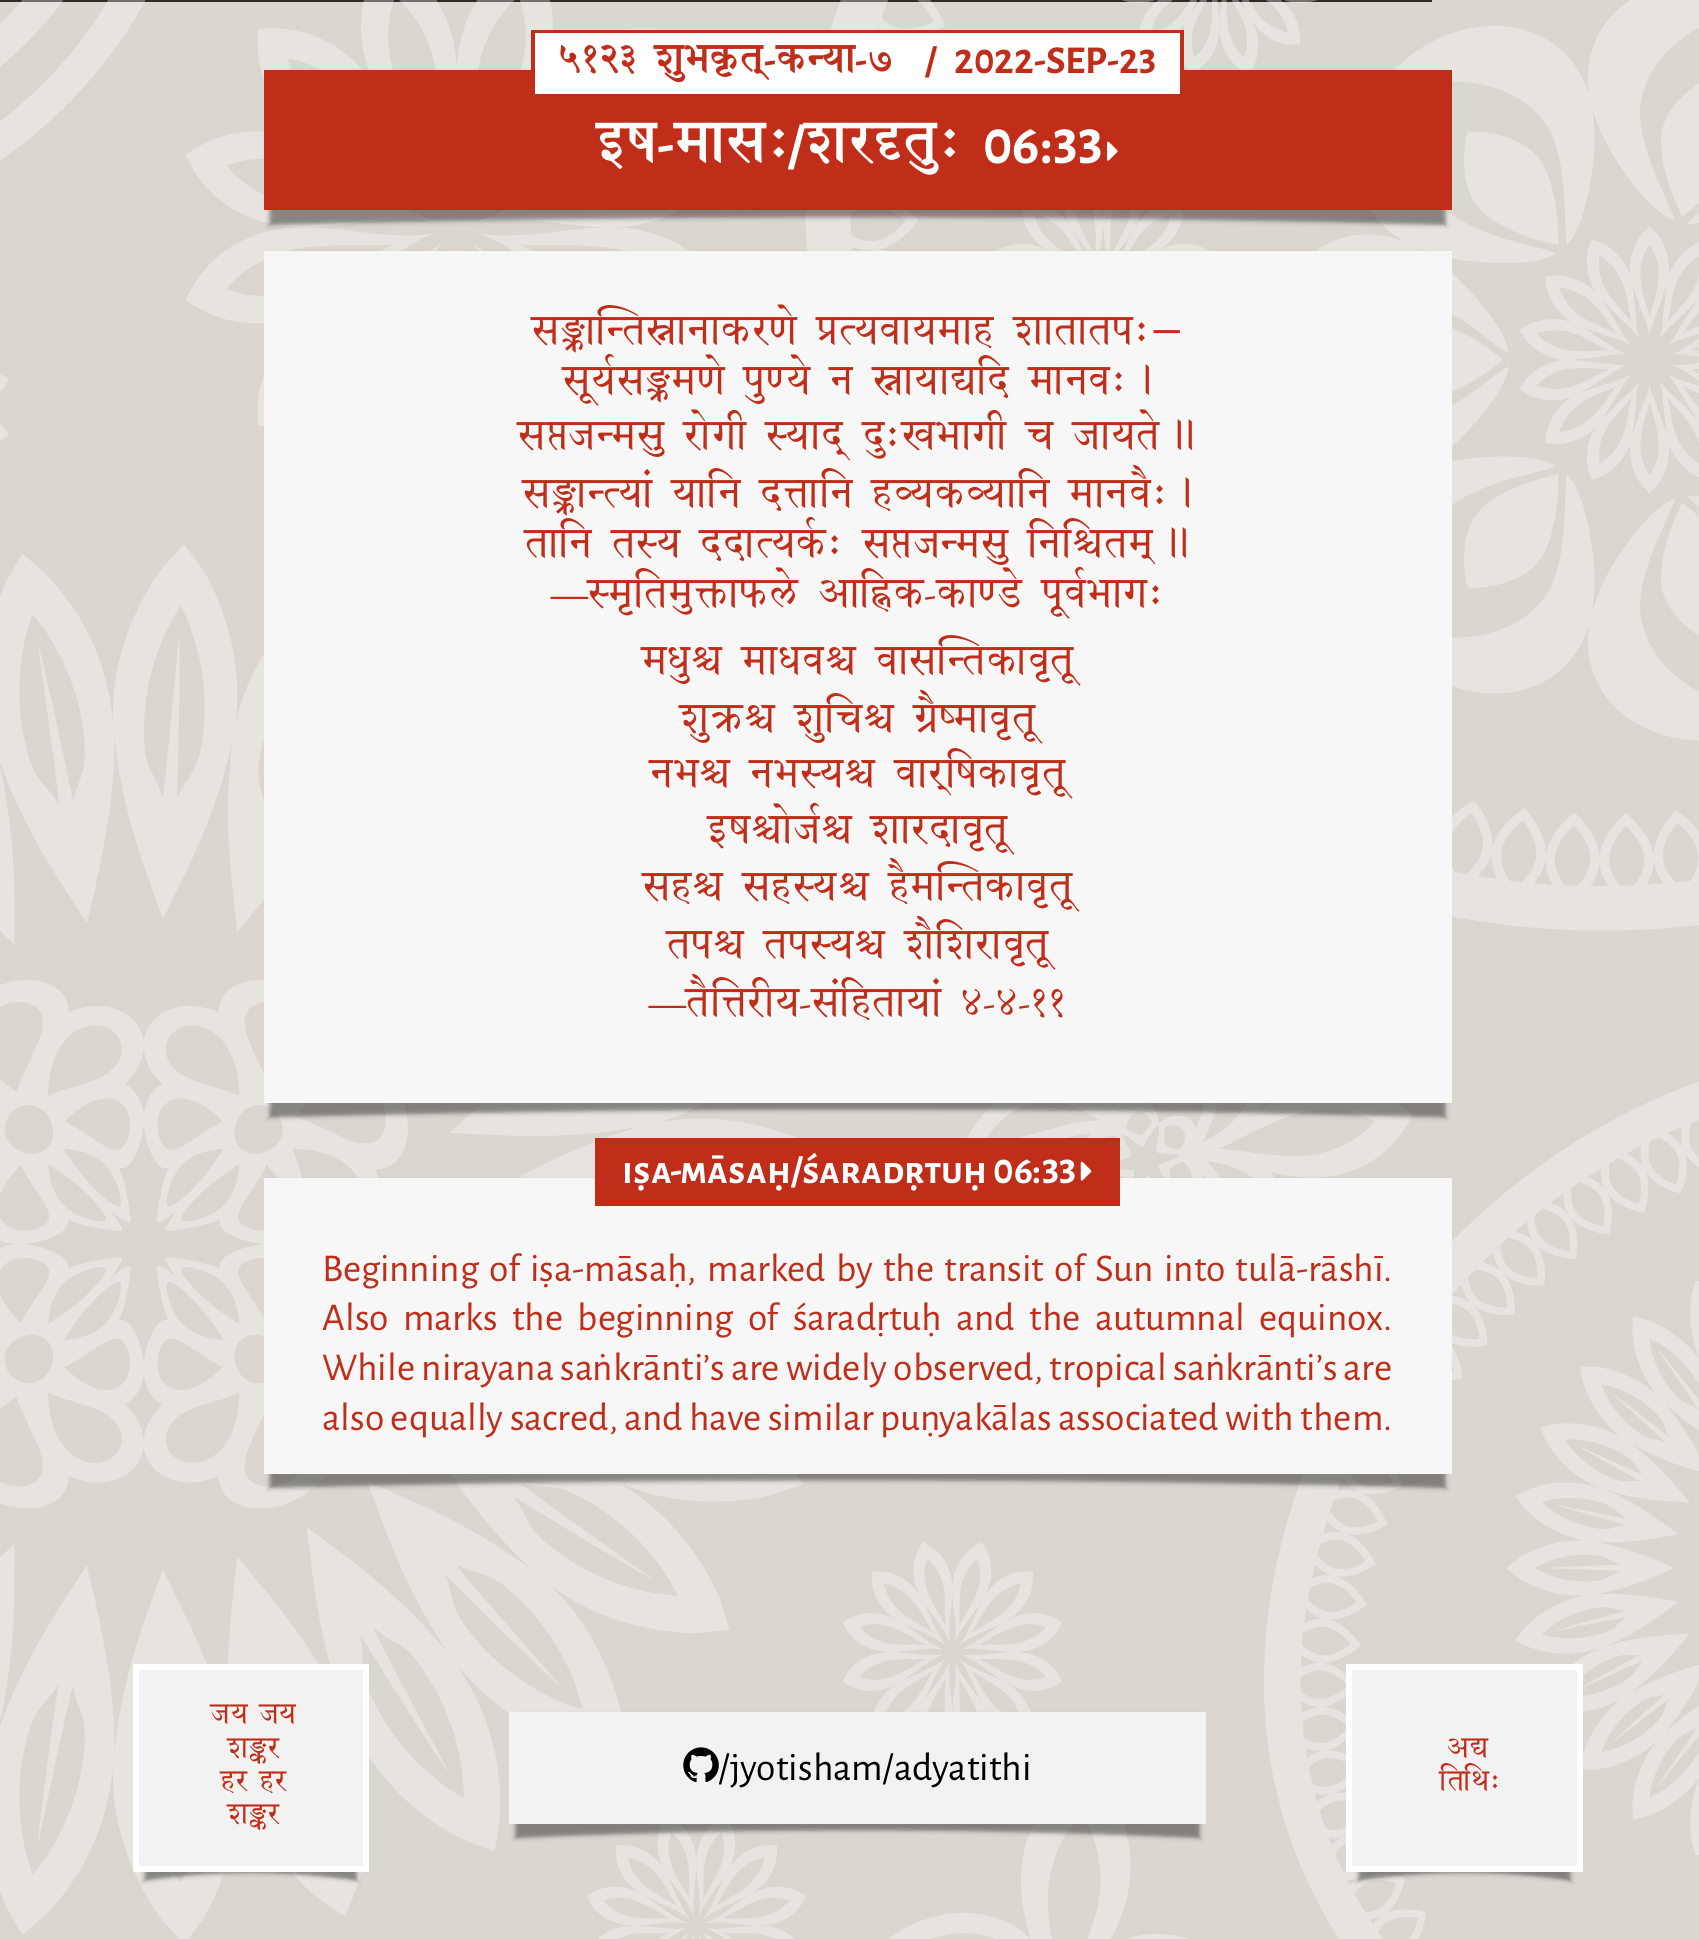 ५१२३ शुभकृत्-कन्या-७ / 2022-SEP-23
इष-मासः/शरदृतुः 06:33
सङ्क्रान्तिस्नानाकरणे प्रत्यवायमाह शातातपः—
सूर्यसङ्क्रमणे पुण्ये न स्नायाद्यदि मानवः ।
सप्तजन्मसु रोगी स्याद् दुःखभागी च जायते ॥
सङ्क्रान्त्यां यानि दत्तानि हव्यकव्यानि मानवैः ।
तानि तस्य ददात्यर्कः सप्तजन्मसु निश्चितम् ॥
—स्मृतिमुक्ताफले आह्निक-काण्डे पूर्वभागः
मधुश्च माधवश्च वासन्तिकावृतू
शुक्रश्च शुचिश्च ग्रैष्मावृतू
नभश्च नभस्यश्च वार्‌षिकावृतू
इषश्चोर्जश्च शारदावृतू
सहश्च सहस्यश्च हैमन्तिकावृतू
तपश्च तपस्यश्च शैशिरावृतू
—तैत्तिरीय-संहितायां ४-४-११
IṢA-MĀSAḤ/ŚARADṚTUḤ 06:33
Beginning of iṣa-māsaḥ, marked by the transit of Sun into tulā-rāshī.
Also marks the beginning of śaradṛtuḥ and the autumnal equinox.
While nirayana saṅkrānti’s are widely observed, tropical saṅkrānti’s are
also equally sacred, and have similar puṇyakālas associated with them.
जय जय
शङ्कर
हर हर
शङ्कर
/jyotisham/adyatithi
अद्य
तिथिः